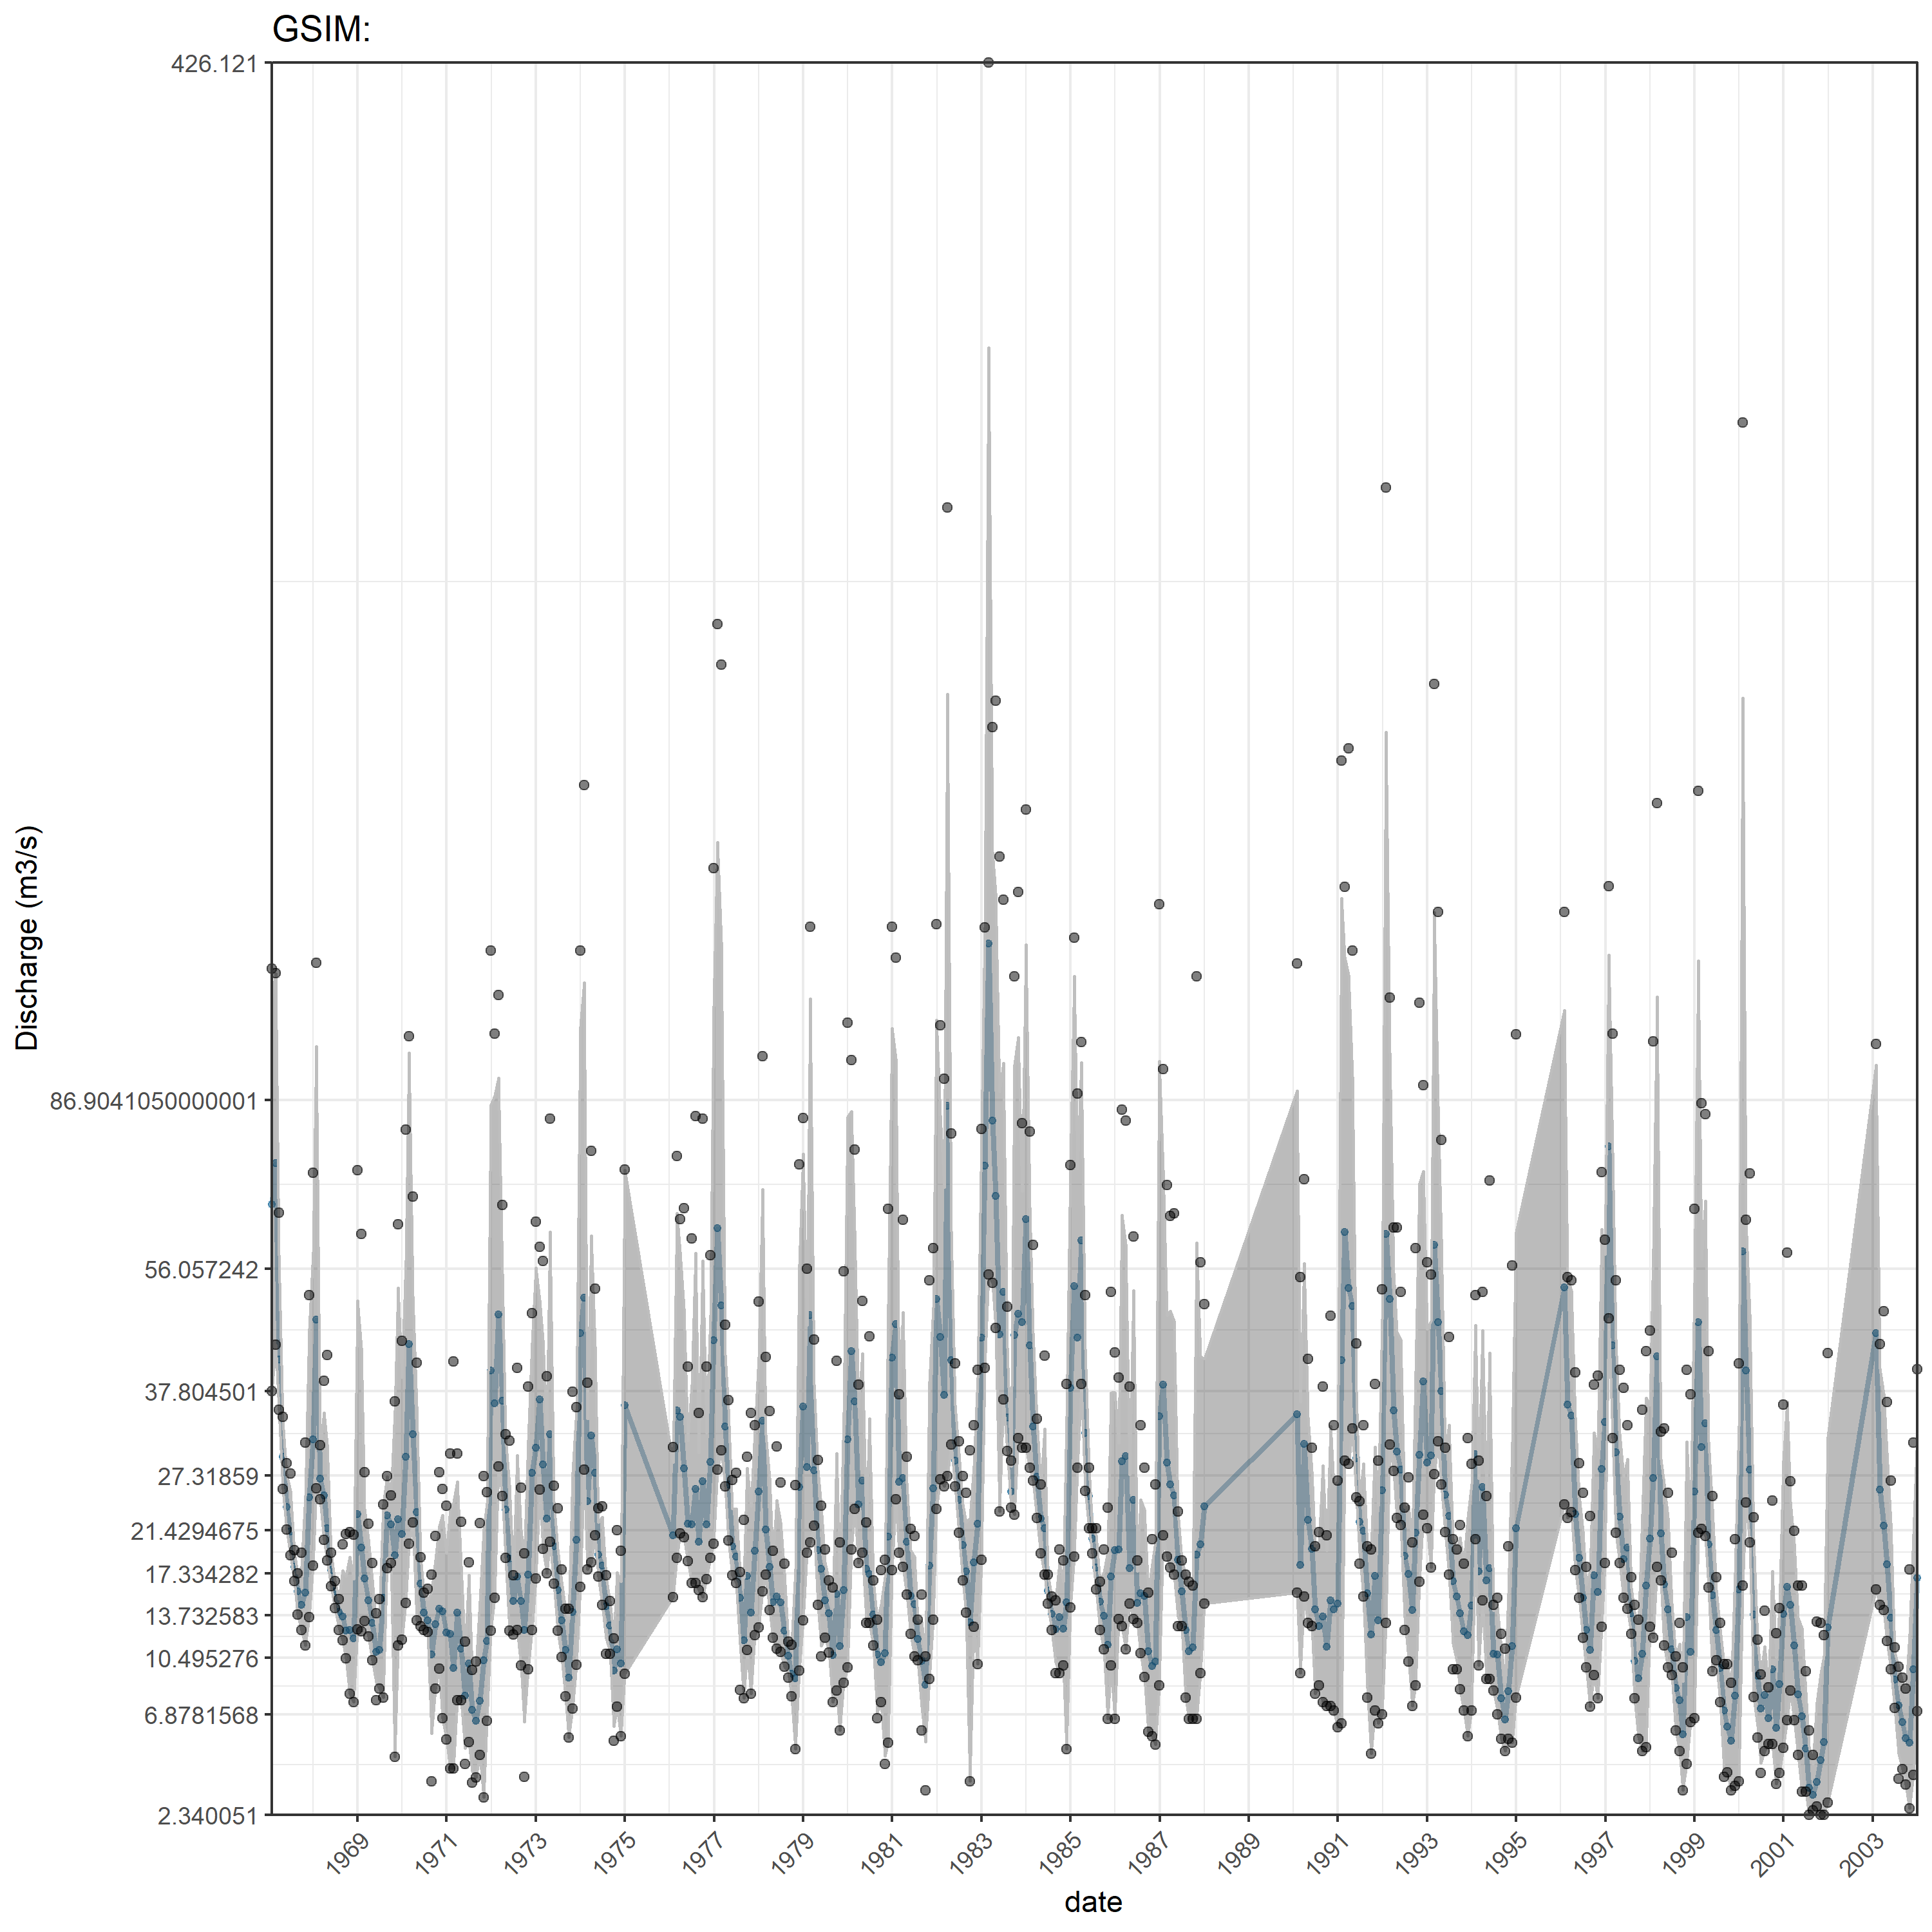 GSIM:
426.121
86.9041050000001
56.057242
37.804501
27.31859
21.4294675
17.334282
13.732583
10.495276
6.8781568
2.340051
Discharge (m3/s)
1969 1971 1973 1975 1977 1979 1981 1983 1985 1987 1989 1991 1993 1995 1997 1999 2001 2003
date